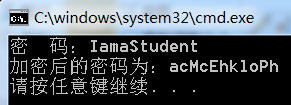 C:\windows\system32\cmd.exe
密　码：IamaStudent
加密后的密码为：acMcEhkloPh
请按任意键继续. . .